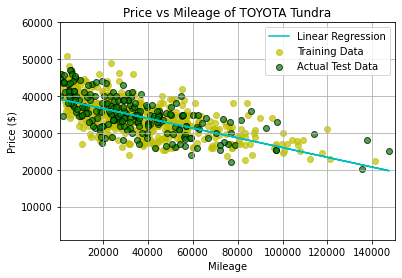 Price vs Mileage of TOYOTA Tundra
Linear Regression
Training Data
Actual Test Data
60000
50000
40000
30000
20000
10000
Price ($)
20000 40000 60000 80000 100000 120000 140000
Mileage